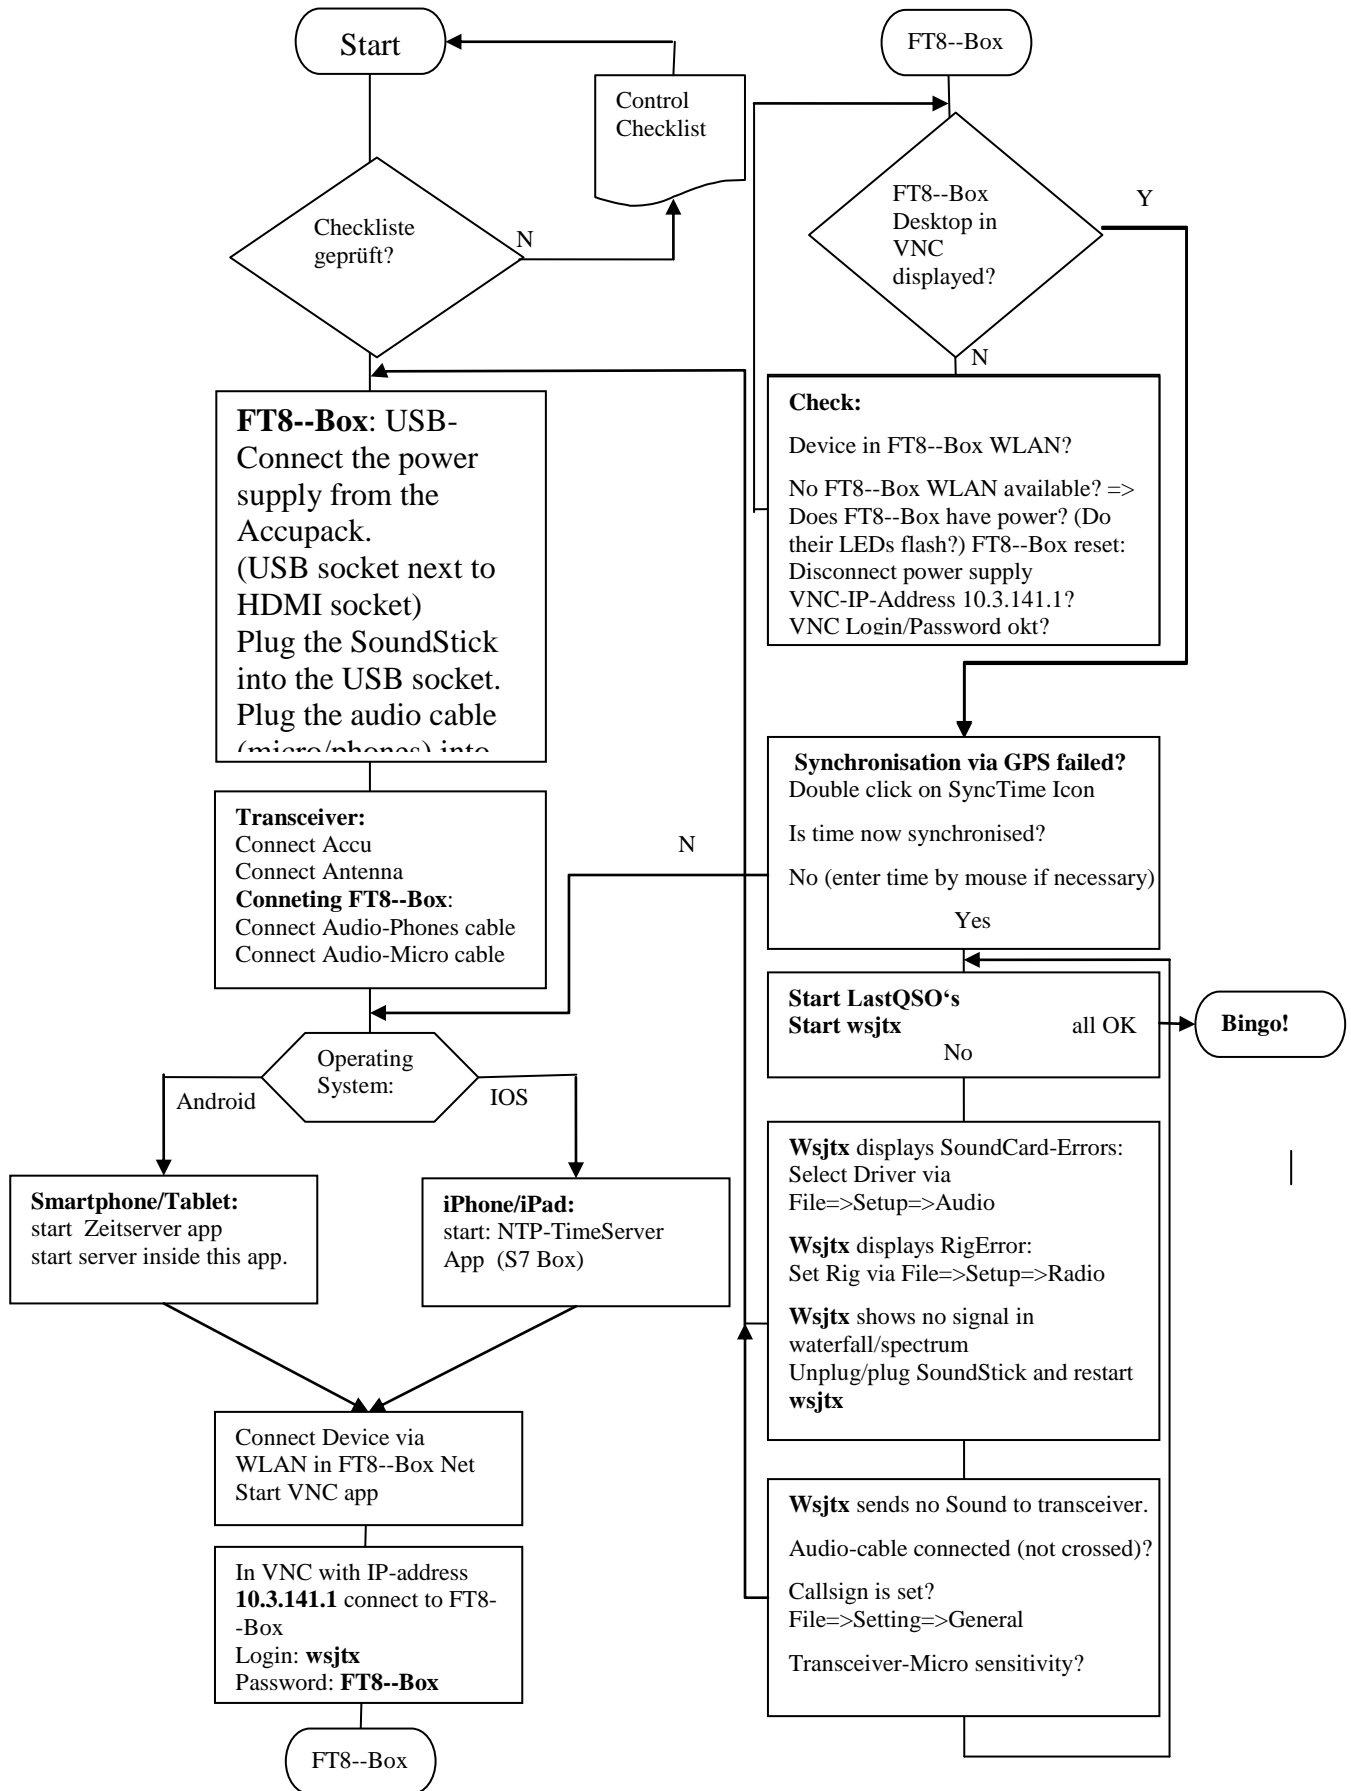 Start
Control
Checklist
Checkliste
geprüft?
N
FT8--Box: USB-
Connect the power
supply from the
Accupack.
(USB socket next to
HDMI socket)
Plug the SoundStick
into the USB socket.
Plug the audio cable
(micro/phones) into
Transceiver:
Connect Accu
Connect Antenna
Conneting FT8--Box:
Connect Audio-Phones cable
Connect Audio-Micro cable
Operating
System:
Android
IOS
Smartphone/Tablet:
start Zeitserver app
start server inside this app.
iPhone/iPad:
start: NTP-TimeServer
App (S7 Box)
Connect Device via
WLAN in FT8--Box Net
Start VNC app
In VNC with IP-address
10.3.141.1 connect to FT8-
-Box
Login: wsjtx
Password: FT8--Box
FT8--Box
FT8--Box
FT8--Box
Desktop in
VNC
displayed?
Y
N
Check:
Device in FT8--Box WLAN?
No FT8--Box WLAN available? =>
Does FT8--Box have power? (Do
their LEDs flash?) FT8--Box reset:
Disconnect power supply
VNC-IP-Address 10.3.141.1?
VNC Login/Password okt?
Synchronisation via GPS failed?
Double click on SyncTime Icon
Is time now synchronised?
N
No (enter time by mouse if necessary)
Yes
Start LastQSO‘s
Start wsjtx all OK
No
Bingo!
Wsjtx displays SoundCard-Errors:
Select Driver via
File=>Setup=>Audio
Wsjtx displays RigError:
Set Rig via File=>Setup=>Radio
Wsjtx shows no signal in
waterfall/spectrum
Unplug/plug SoundStick and restart
wsjtx
Wsjtx sends no Sound to transceiver.
Audio-cable connected (not crossed)?
Callsign is set?
File=>Setting=>General
Transceiver-Micro sensitivity?